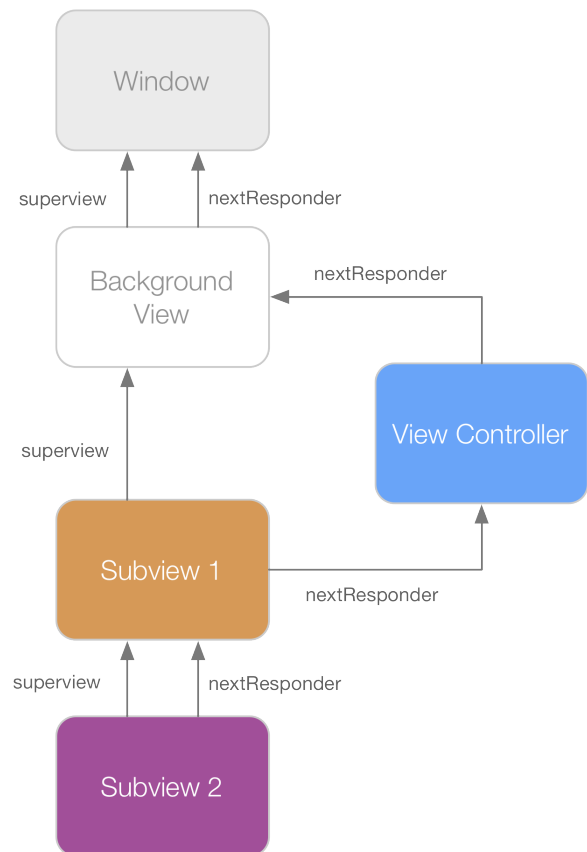 Window
superview
nextResponder
Background
View
nextResponder
View Controller
superview
Subview 1
nextResponder
superview
nextResponder
Subview 2